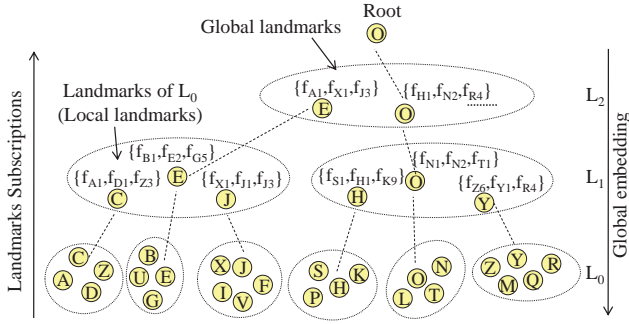 Root
O
Global landmarks
Landmarks of L0
(Local landmarks)
{fA1,fX1,fJ3}
{fH1,fN2,fR4}
L2
E
O
{fB1,fE2,fG5}
{fN1,fN2,fT1}
{fA1,fD1,fZ3}
E
{fX1,fJ1,fJ3}
{fS1,fH1,fK9}
O
{fZ6,fY1,fR4}
L1
C
J
H
Y
C Z A D
B U E G
X J F I V
S K H P
N O L T
Y R Z Q M
L0
Landmarks Subscriptions
Global embedding